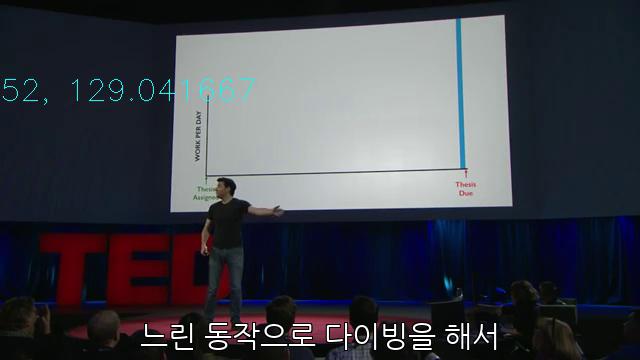 52, 129.041667
WORK PER DAY
Thesis
Assigned
Thesis
Due
TED
느린 동작으로 다이빙을 해서